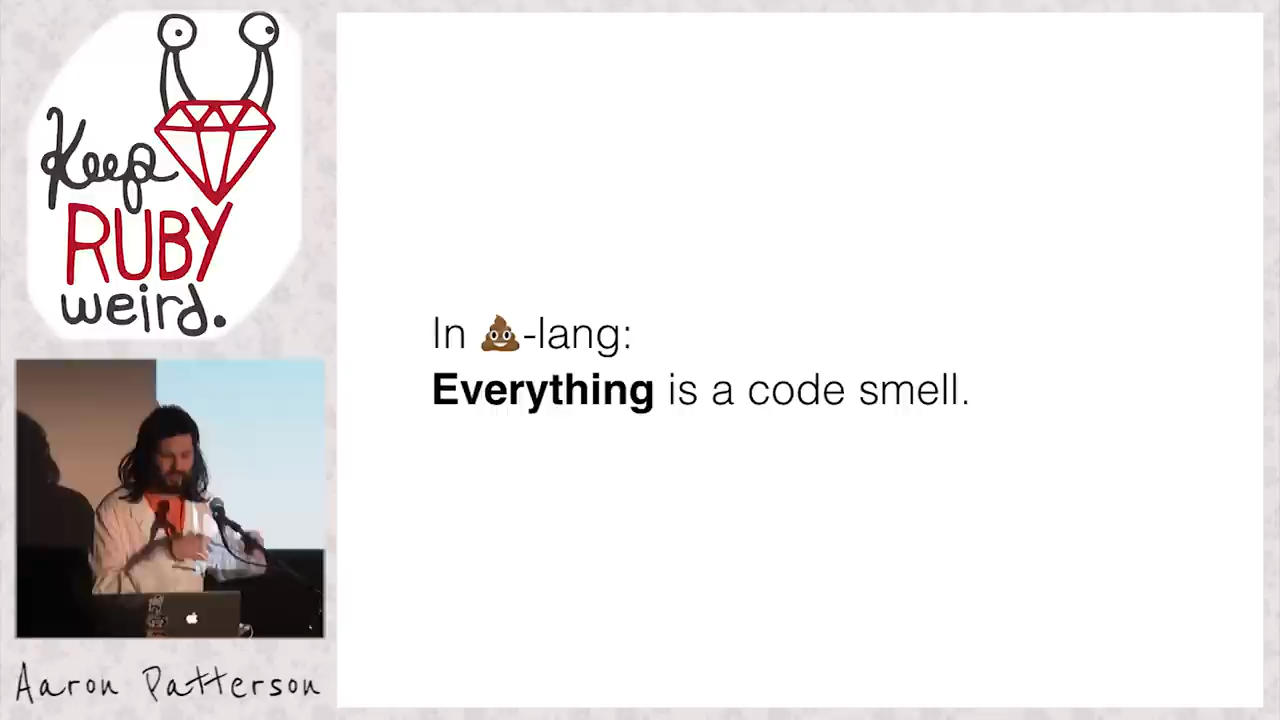 Keep
RUBY
weird.
In 💩-lang:
Everything is a code smell.
Aaron Patterson